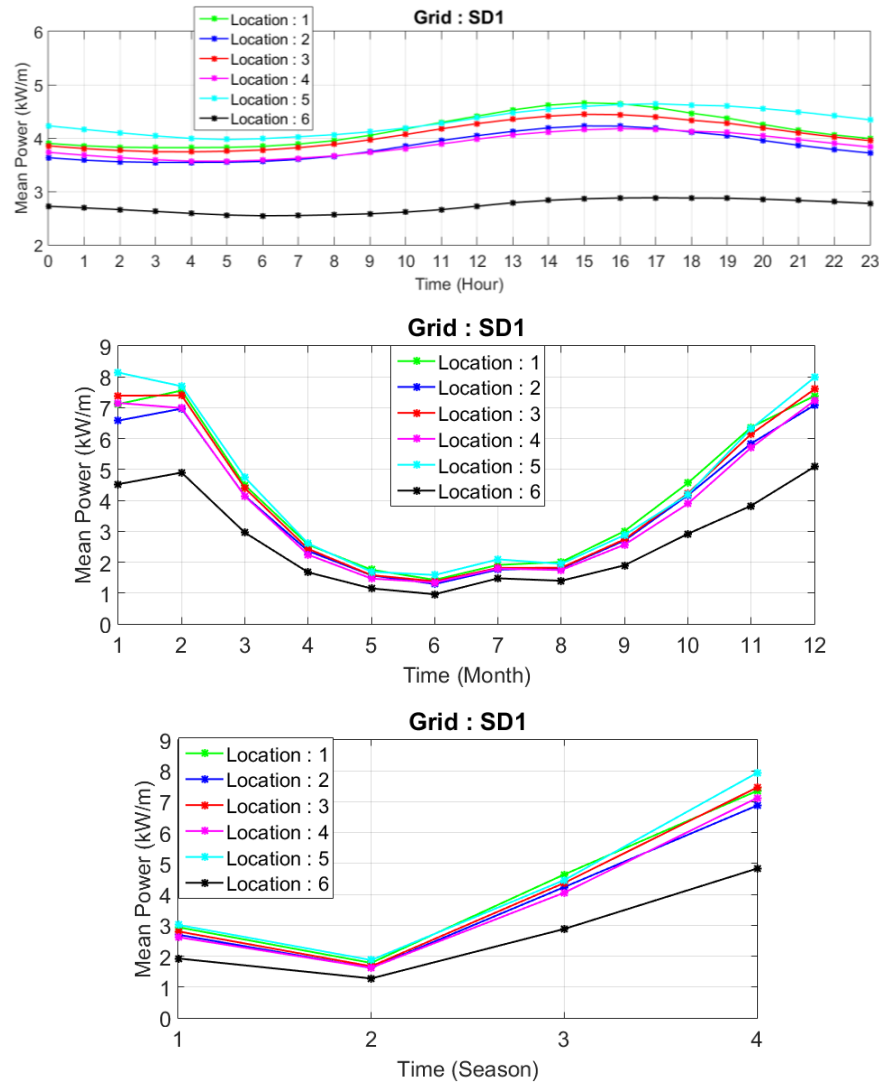 Grid : SD1
Location : 1
Location : 2
Location : 3
Location : 4
Location : 5
Location : 6
6
5
4
3
2
Mean Power (kW/m)
0 1 2 3 4 5 6 7 8 9 10 11 12 13 14 15 16 17 18 19 20 21 22 23
Time (Hour)
Grid : SD1
Location : 1
Location : 2
Location : 3
Location : 4
Location : 5
Location : 6
9
8
7
6
5
4
3
2
1
0
Mean Power (kW/m)
1 2 3 4 5 6 7 8 9 10 11 12
Time (Month)
Grid : SD1
Location : 1
Location : 2
Location : 3
Location : 4
Location : 5
Location : 6
9
8
7
6
5
4
3
2
1
0
Mean Power (kW/m)
1 2 3 4
Time (Season)